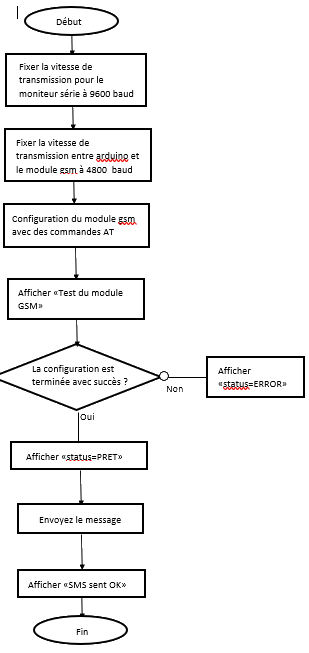 Début
Fixer la vitesse de
transmission pour le
moniteur série à 9600 baud
Fixer la vitesse de
transmission entre arduino et
le module gsm à 4800 baud
Configuration du module gsm
avec des commandes AT
Afficher «Test du module
GSM»
La configuration est
terminée avec succès ?
Non
Afficher
«status=ERROR»
Oui
Afficher «status=PRET»
Envoyez le message
Afficher «SMS sent OK»
Fin